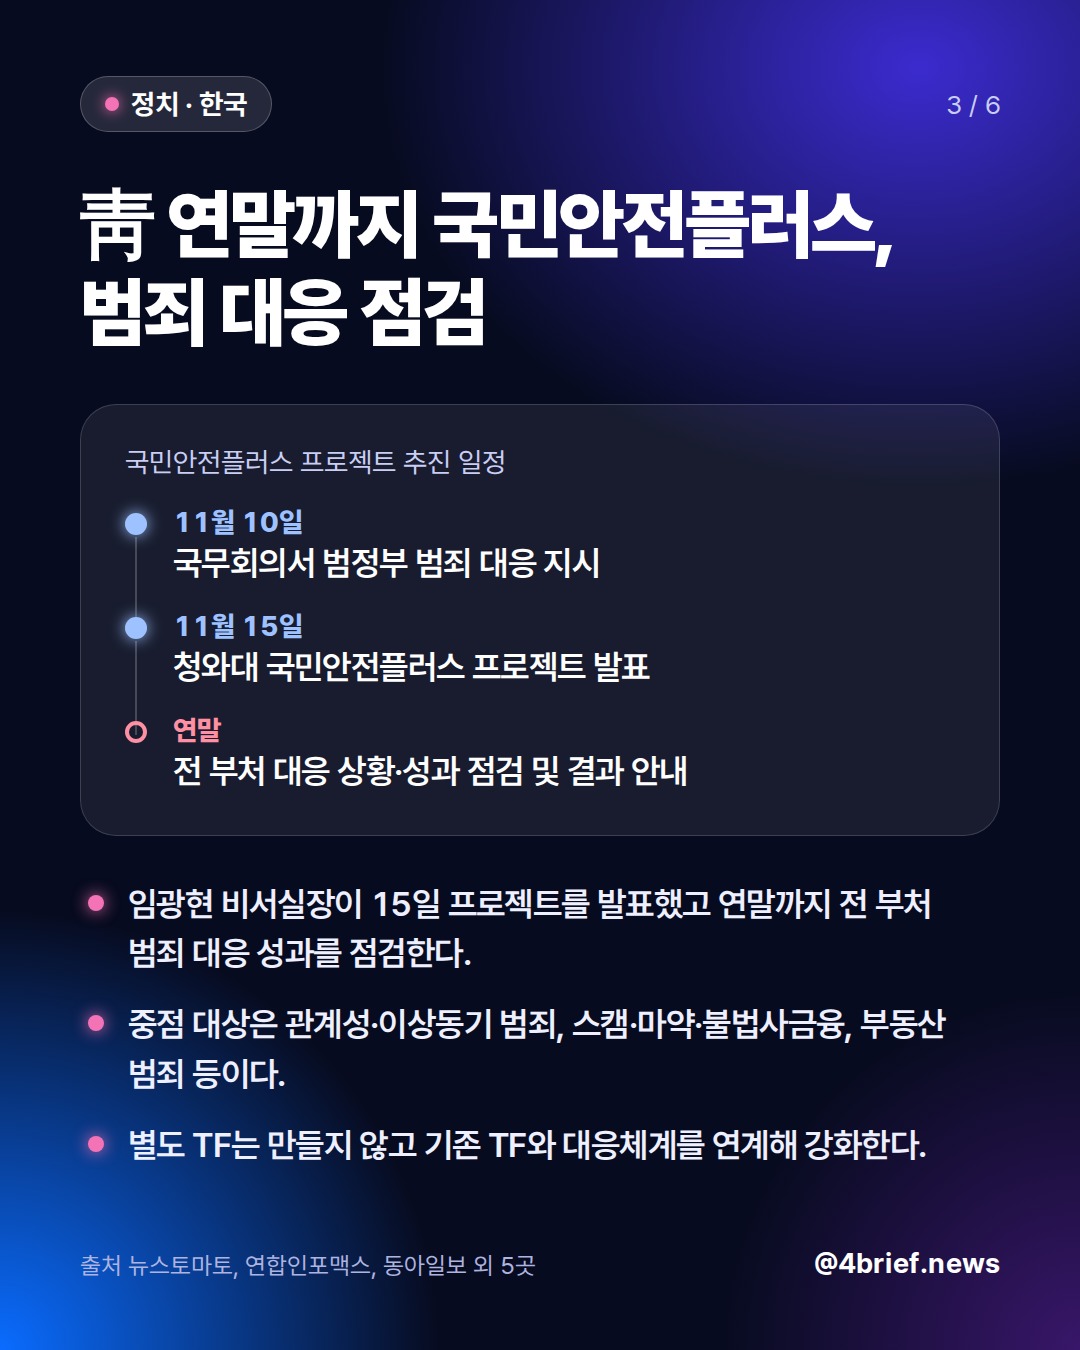 정치 · 한국
3 / 6
靑 연말까지 국민안전플러스,
범죄 대응 점검
국민안전플러스 프로젝트 추진 일정
11월 10일
국무회의서 범정부 범죄 대응 지시
11월 15일
청와대 국민안전플러스 프로젝트 발표
연말
전 부처 대응 상황·성과 점검 및 결과 안내
임광현 비서실장이 15일 프로젝트를 발표했고 연말까지 전 부처
범죄 대응 성과를 점검한다.
중점 대상은 관계성·이상동기 범죄, 스캠·마약·불법사금융, 부동산
범죄 등이다.
별도 TF는 만들지 않고 기존 TF와 대응체계를 연계해 강화한다.
출처 뉴스토마토, 연합인포맥스, 동아일보 외 5곳
@4brief.news